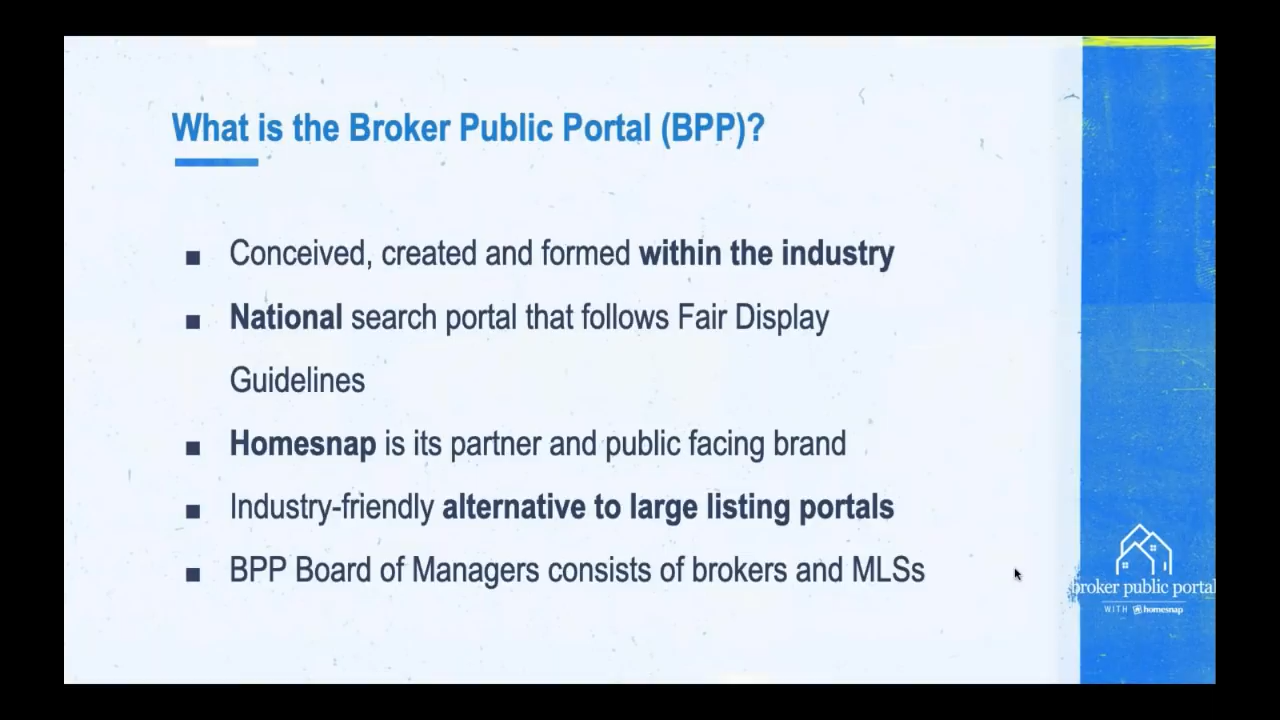 What is the Broker Public Portal (BPP)?
■ Conceived, created and formed within the industry
■ National search portal that follows Fair Display
Guidelines
■ Homesnap is its partner and public facing brand
■ Industry-friendly alternative to large listing portals
■ BPP Board of Managers consists of brokers and MLSs
broker public portal
WITH homesnap